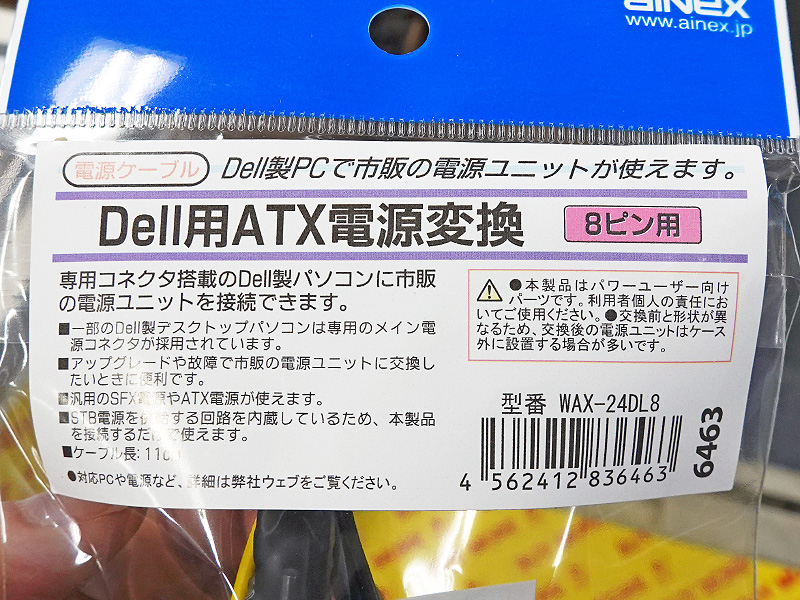 ainex
www.ainex.jp
電源ケーブル Dell製PCで市販の電源ユニットが使えます。
Dell用ATX電源変換 8ピン用
専用コネクタ搭載のDell製パソコンに市販
の電源ユニットを接続できます。
■一部のDell製デスクトップパソコンは専用のメイン電
源コネクタが採用されています。
■アップグレードや故障で市販の電源ユニットに交換し
たいときに便利です。
■汎用のSFX電源やATX電源が使えます。
■STB電源を供給する回路を内蔵しているため、本製品
を接続するだけで使えます。
■ケーブル長:11c
●対応PCや電源など、詳細は弊社ウェブをご覧ください。
●本製品はパワーユーザー向け
パーツです。利用者個人の責任にお
いてご使用ください。●交換前と形状が異
なるため、交換後の電源ユニットはケース
外に設置する場合が多いです。
型番 WAX-24DL8
4 562412 836463
6463